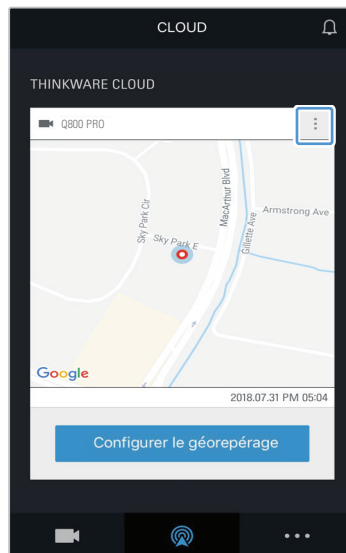 CLOUD
THINKWARE CLOUD
Q800 PRO
Sky Park Cir
MacArthur Blvd
Gillette Ave
Armstrong Ave
Sky Park E
Google
2018.07.31 PM 05:04
Configurer le géorepérage